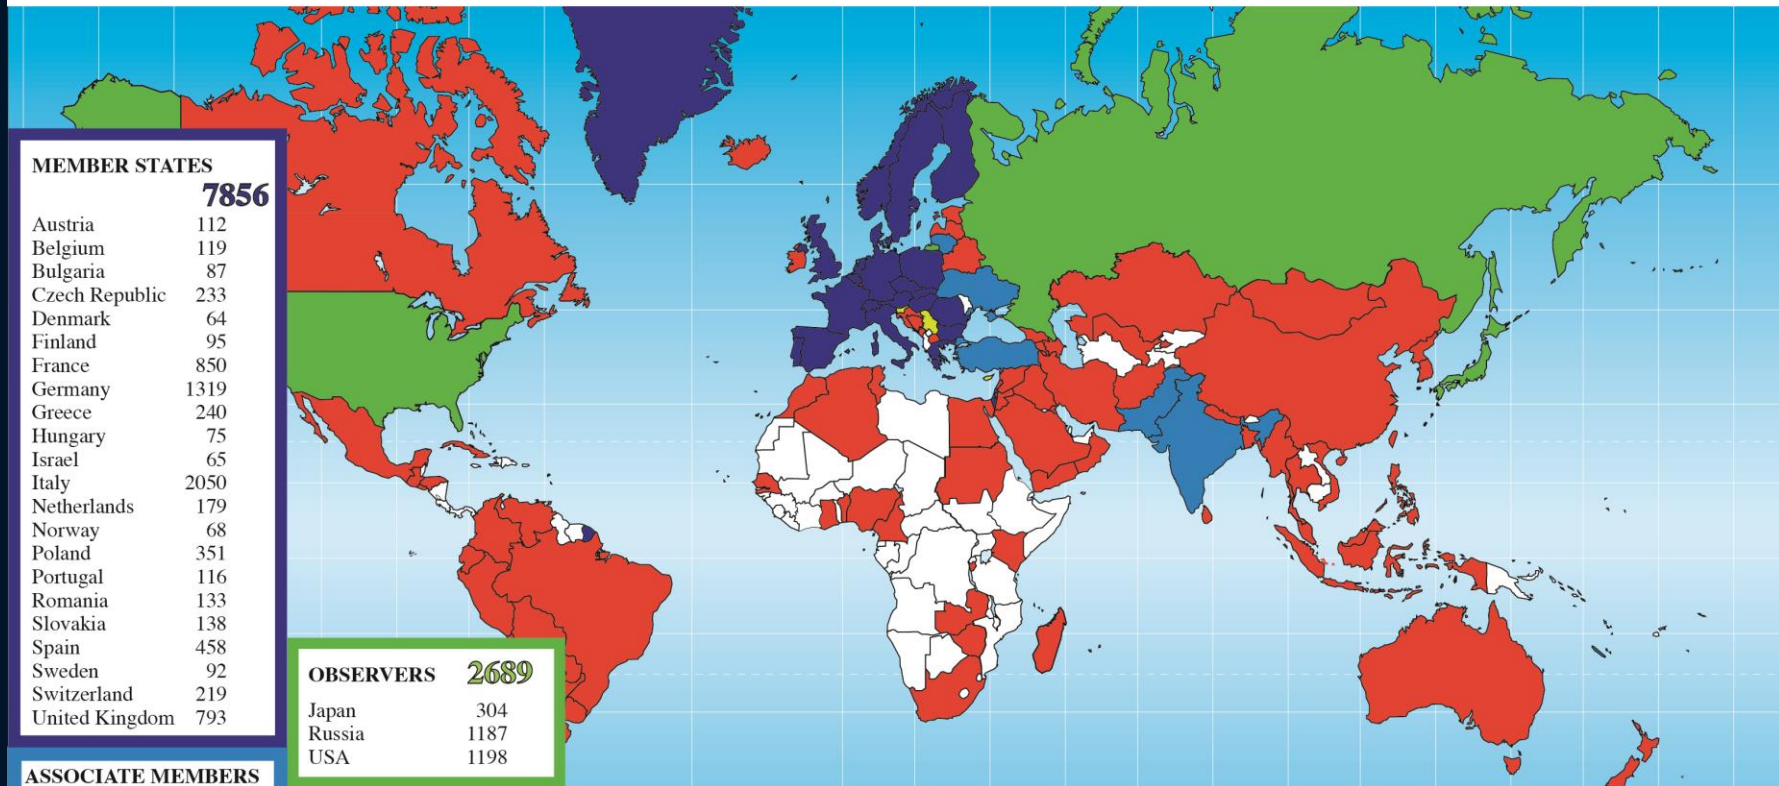 MEMBER STATES
7856
Austria 112
Belgium 119
Bulgaria 87
Czech Republic 233
Denmark 64
Finland 95
France 850
Germany 1319
Greece 240
Hungary 75
Israel 65
Italy 2050
Netherlands 179
Norway 68
Poland 351
Portugal 116
Romania 133
Slovakia 138
Spain 458
Sweden 92
Switzerland 219
United Kingdom 793
ASSOCIATE MEMBERS
OBSERVERS 2689
Japan 304
Russia 1187
USA 1198